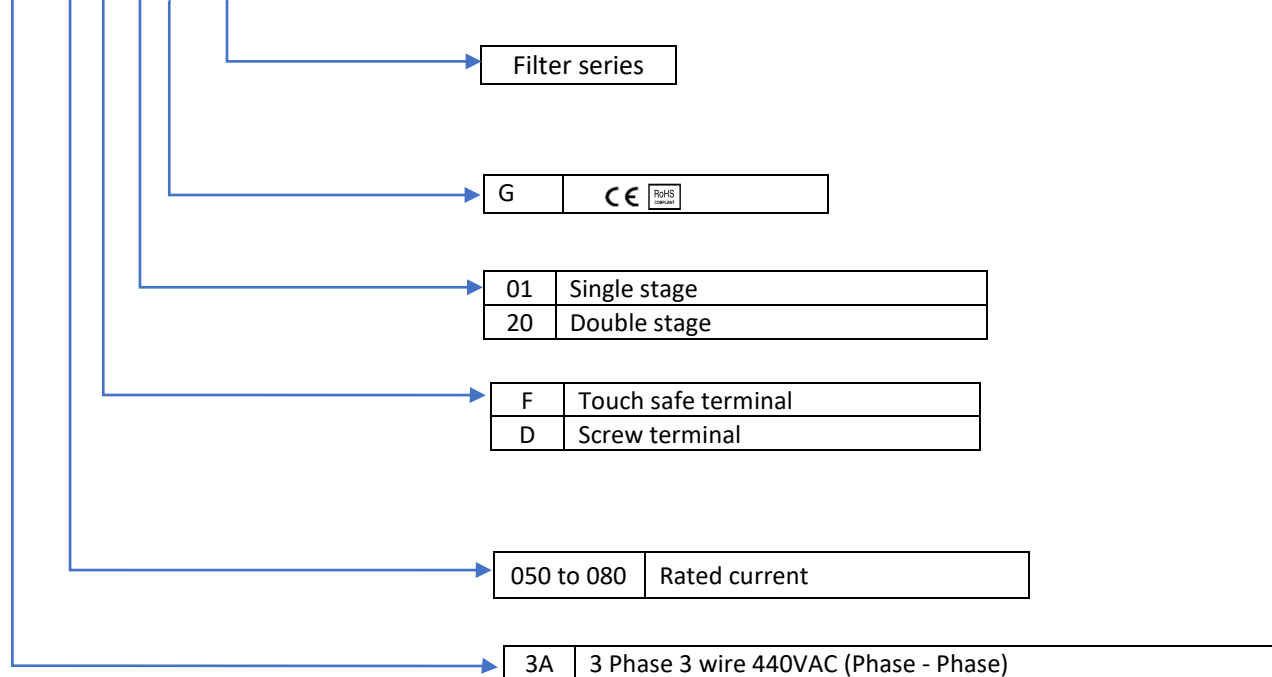 Filter series
G CE RoHS
COMPLIANT
01 Single stage
20 Double stage
F Touch safe terminal
D Screw terminal
050 to 080 Rated current
3A 3 Phase 3 wire 440VAC (Phase - Phase)